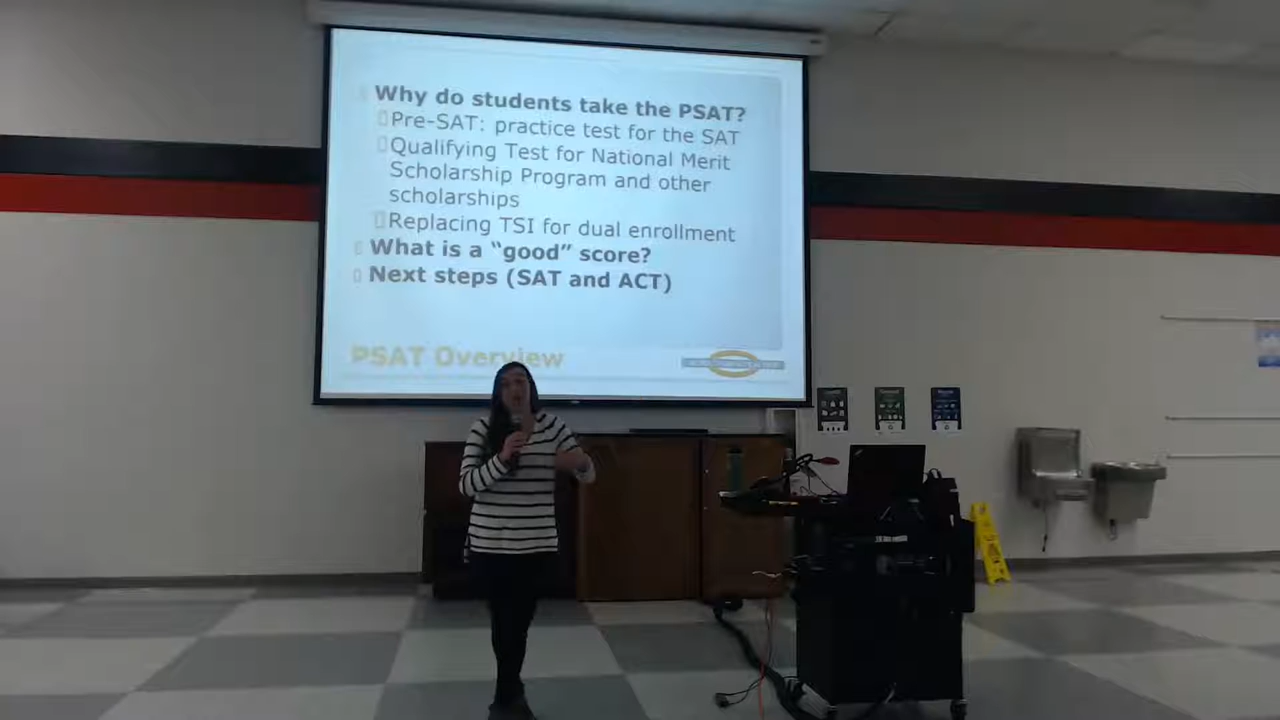 Why do students take the PSAT?
Pre-SAT: practice test for the SAT
Qualifying Test for National Merit
Scholarship Program and other
scholarships
Replacing TSI for dual enrollment
What is a “good” score?
Next steps (SAT and ACT)
PSAT Overview